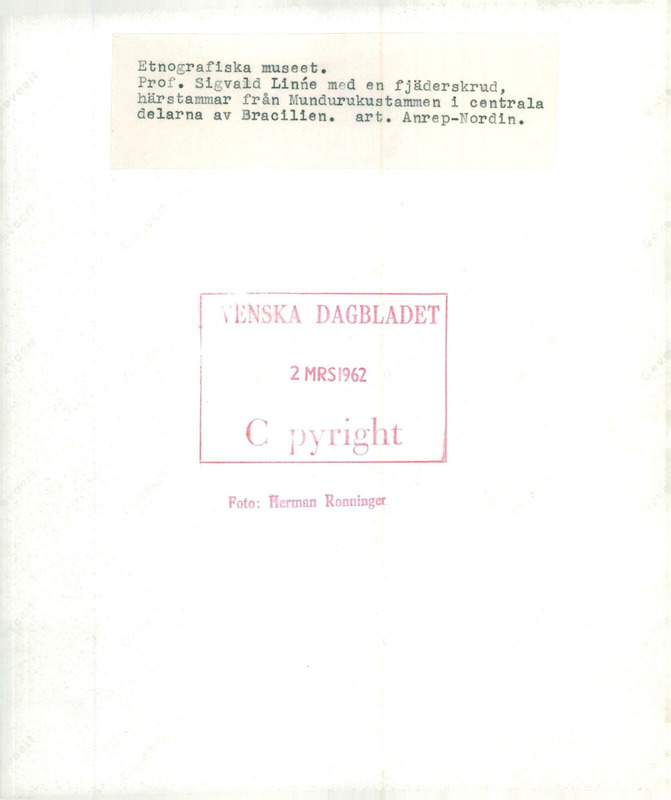 Etnografiska museet.
Prof. Sigvald Linńe med en fjäderskrud,
härstammar från Mundurukustammen i centrala
delarna av Bracilien. art. Anrep-Nordin.
VENSKA DAGBLADET
2 MRS 1962
C pyright
Foto: Herman Ronninger